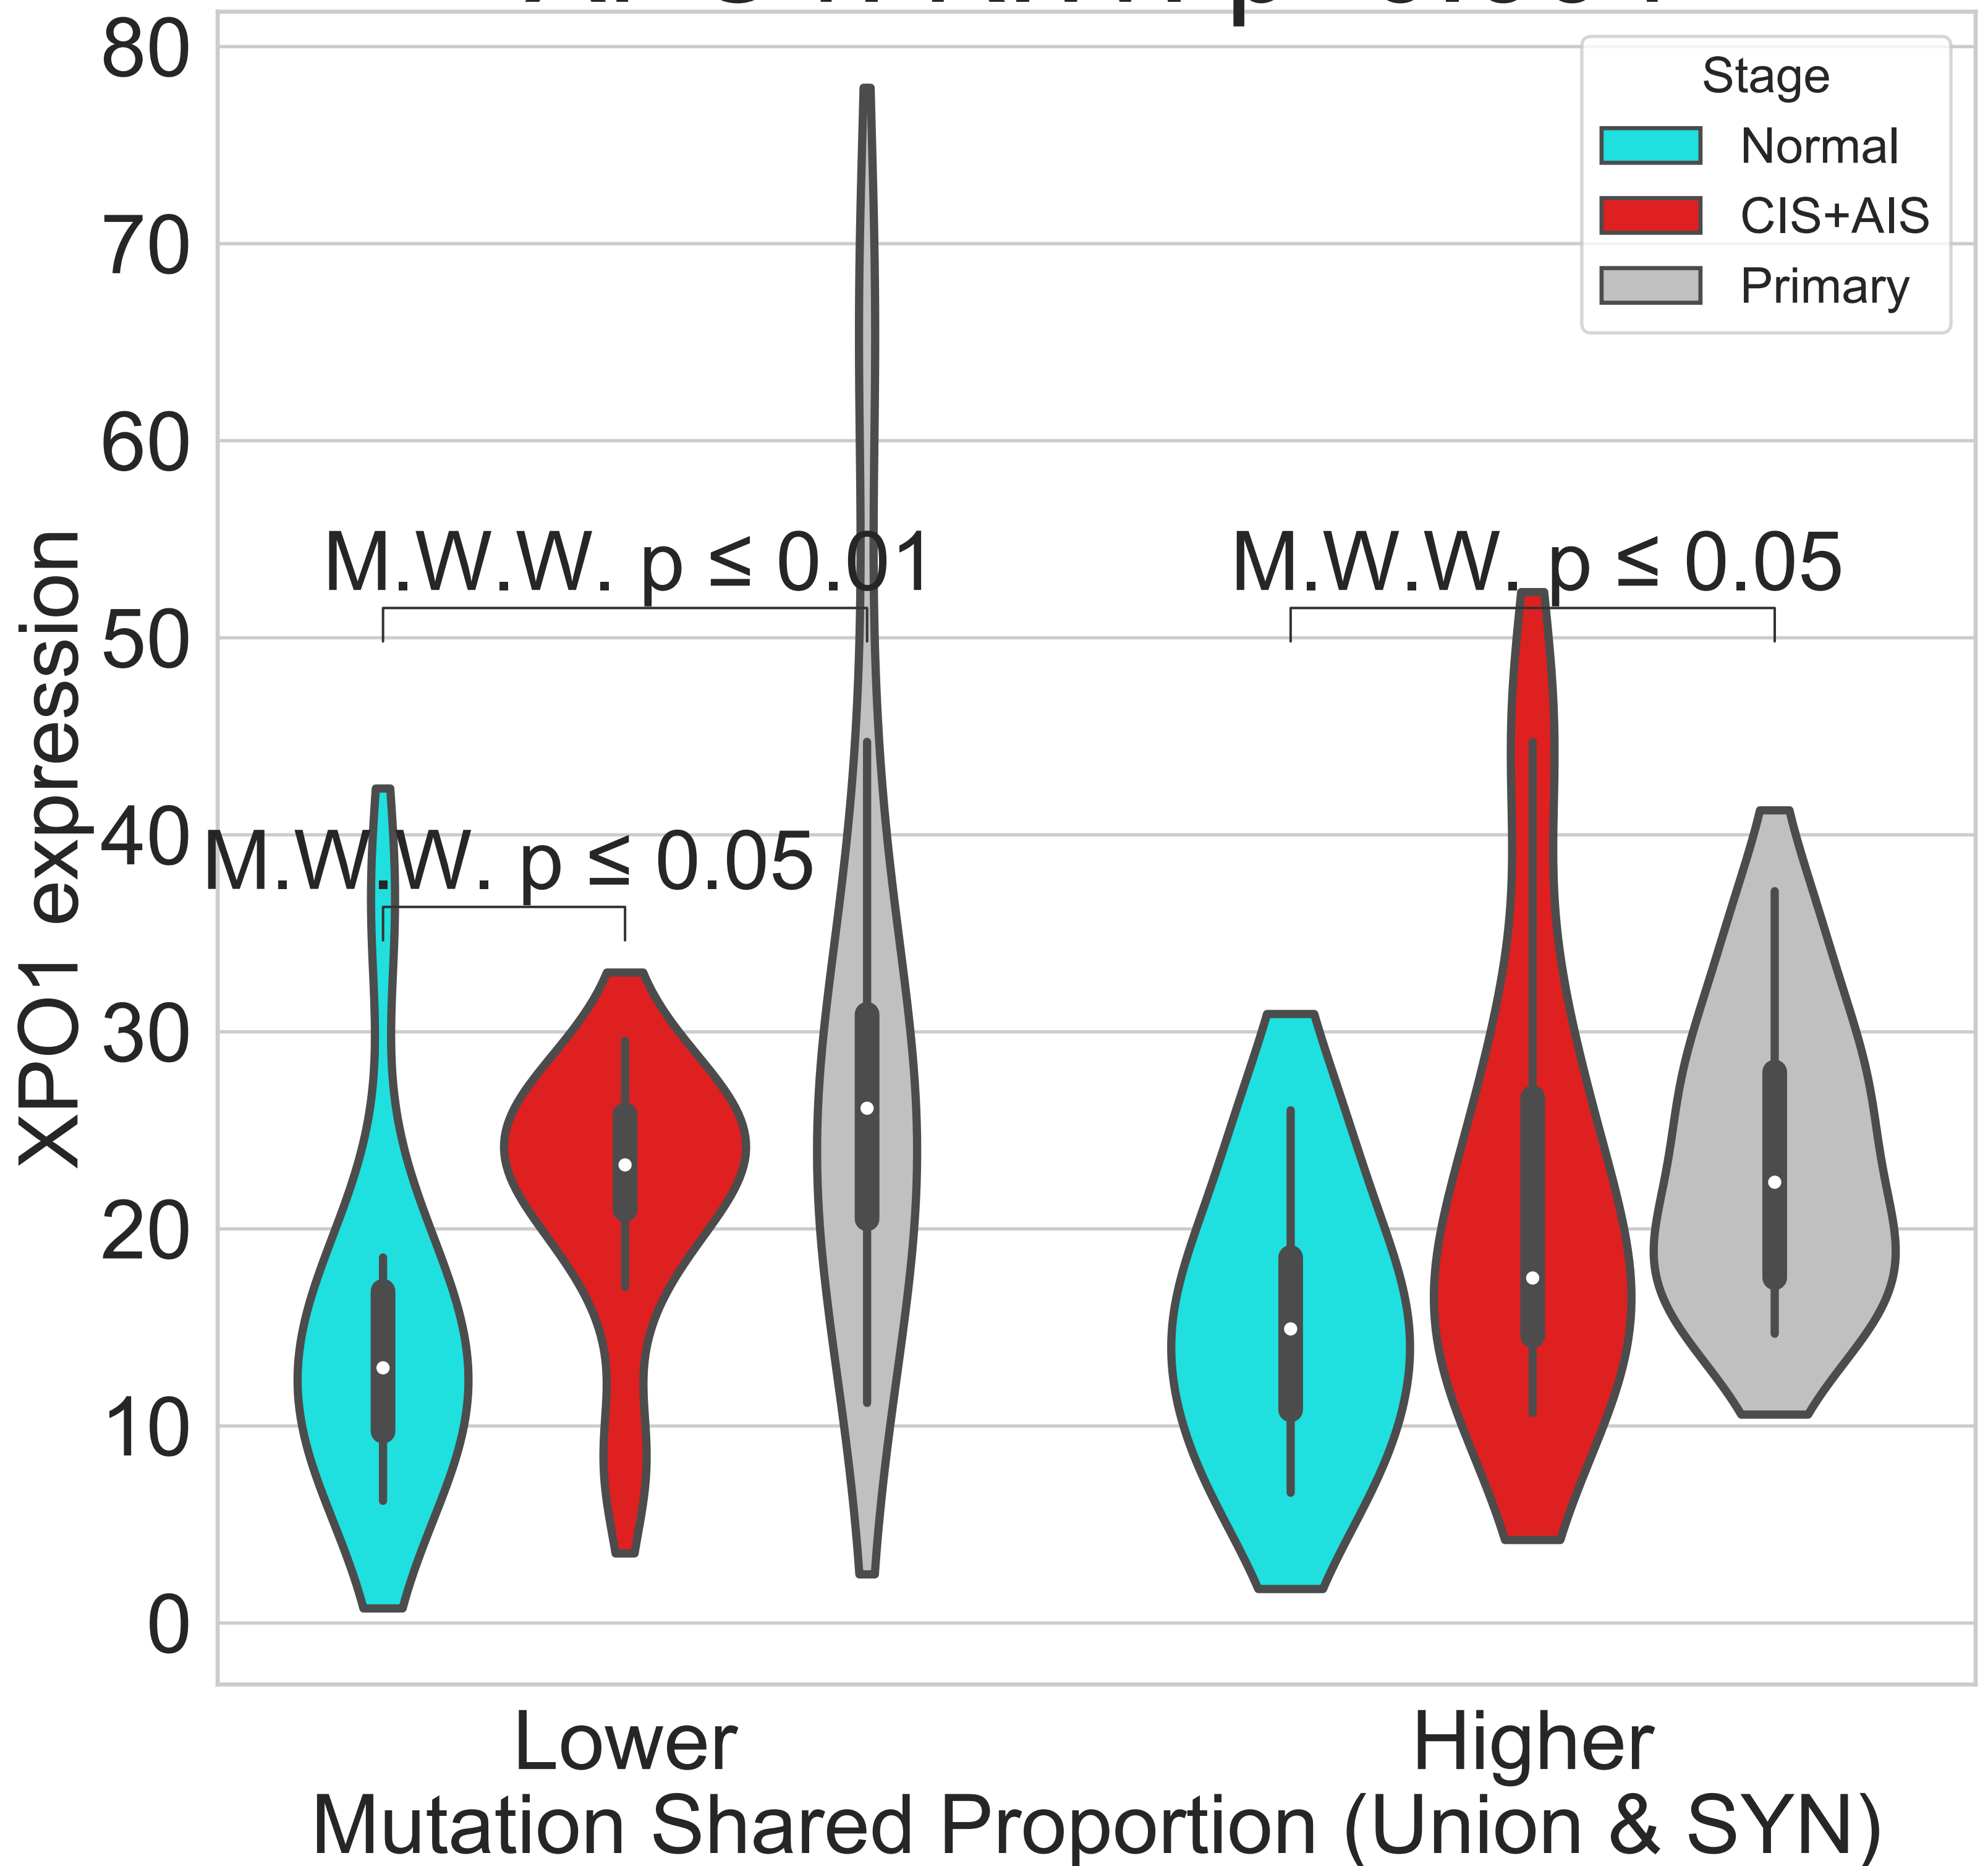 80
70
60
50
40
30
20
10
0
XPO1 expression
Stage
Normal
CIS+AIS
Primary
M.W.W. p ≤ 0.01
M.W.W. p ≤ 0.05
M.W.W. p ≤ 0.05
Lower
Higher
Mutation Shared Proportion (Union & SYN)